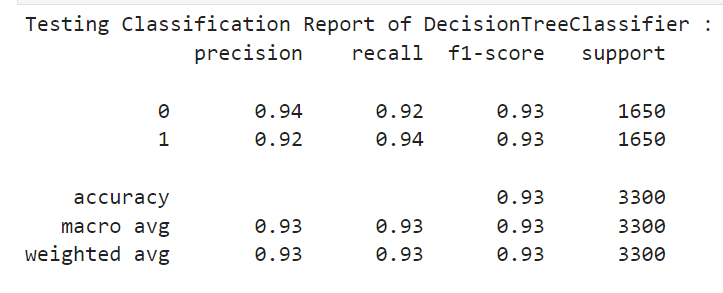 Testing Classification Report of DecisionTreeClassifier :
precision recall f1-score support
0 0.94 0.92 0.93 1650
1 0.92 0.94 0.93 1650
accuracy 0.93 3300
macro avg 0.93 0.93 0.93 3300
weighted avg 0.93 0.93 0.93 3300